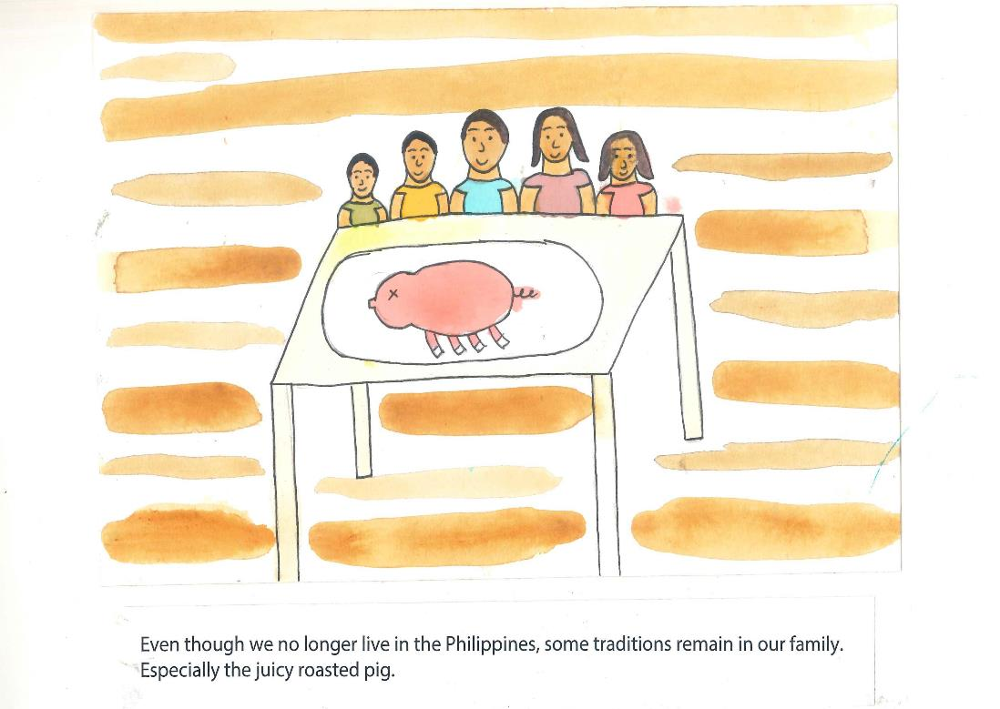 Even though we no longer live in the Philippines, some traditions remain in our family.
Especially the juicy roasted pig.